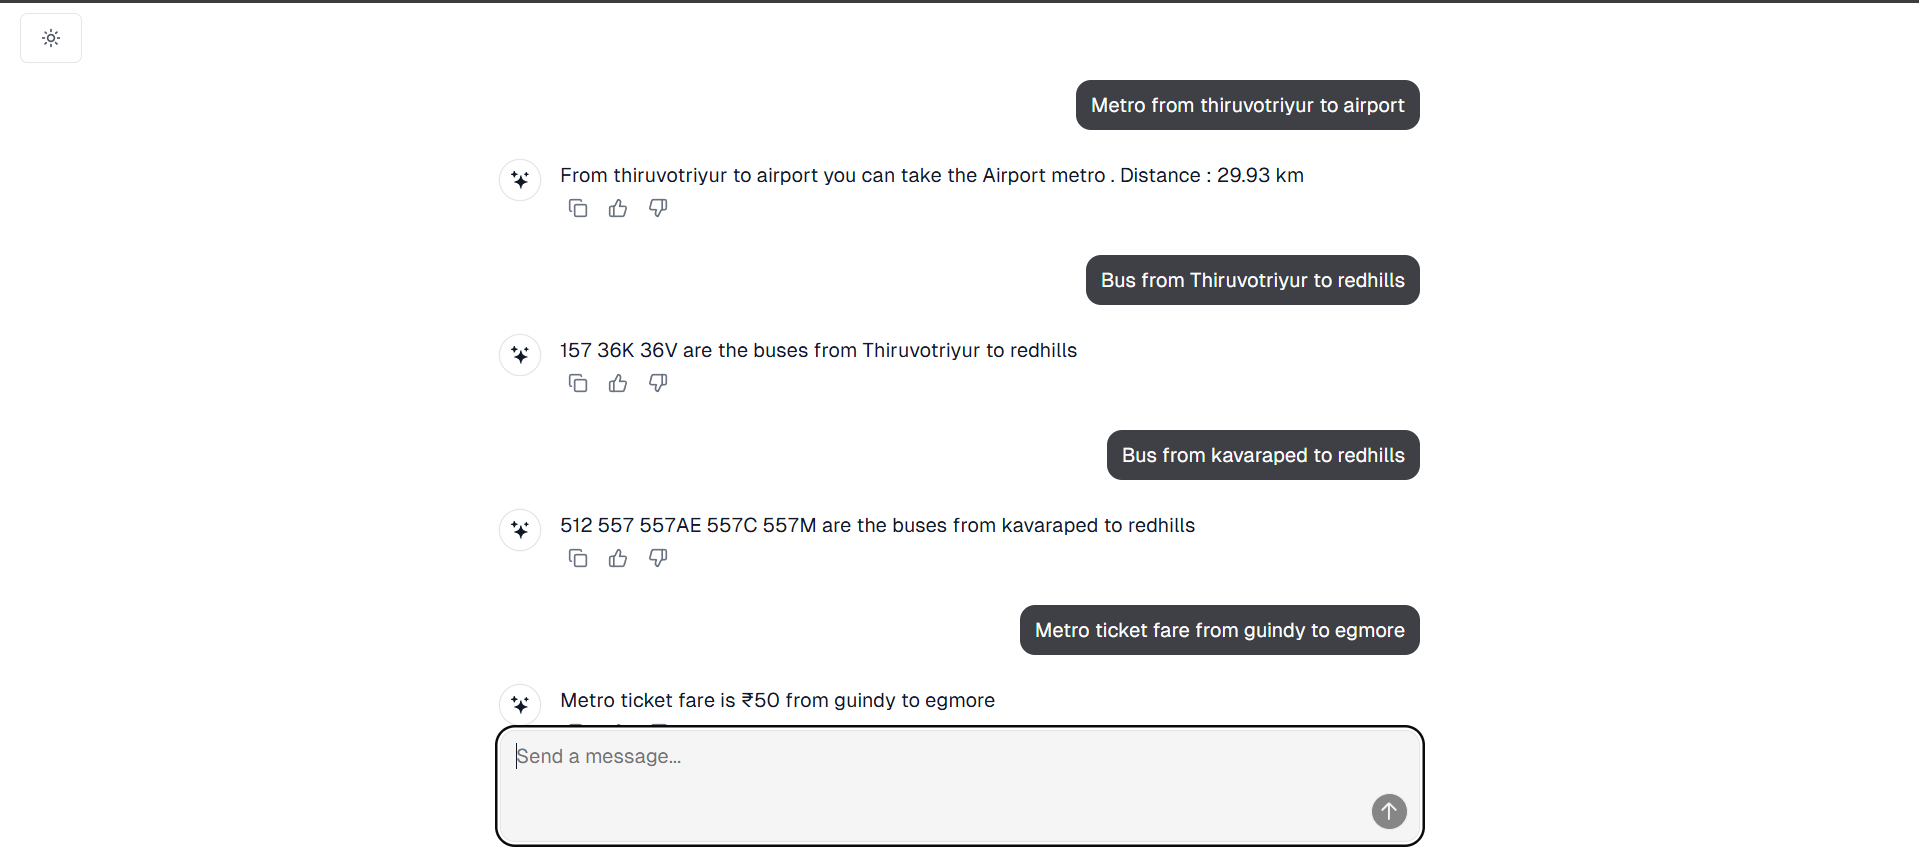 Metro from thiruvotriyur to airport
From thiruvotriyur to airport you can take the Airport metro . Distance : 29.93 km
Bus from Thiruvotriyur to redhills
157 36K 36V are the buses from Thiruvotriyur to redhills
Bus from kavaraped to redhills
512 557 557AE 557C 557M are the buses from kavaraped to redhills
Metro ticket fare from guindy to egmore
Metro ticket fare is ₹50 from guindy to egmore
Send a message...